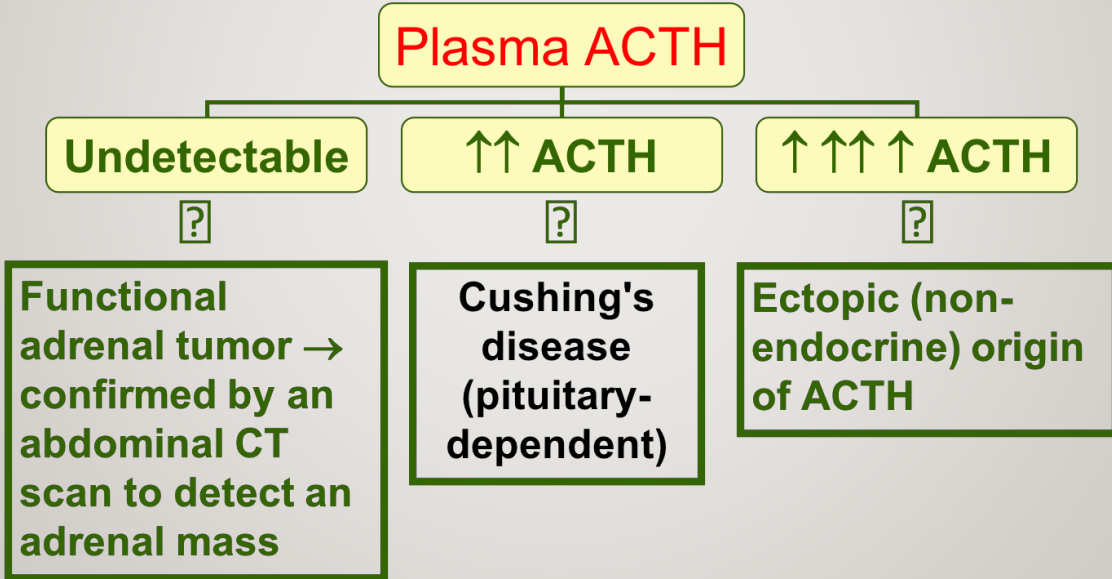 Plasma ACTH
Undetectable
↑↑ ACTH
↑ ↑↑ ↑ ACTH
?
?
?
Functional
adrenal tumor →
confirmed by an
abdominal CT
scan to detect an
adrenal mass
Cushing's
disease
(pituitary-
dependent)
Ectopic (non-
endocrine) origin
of ACTH